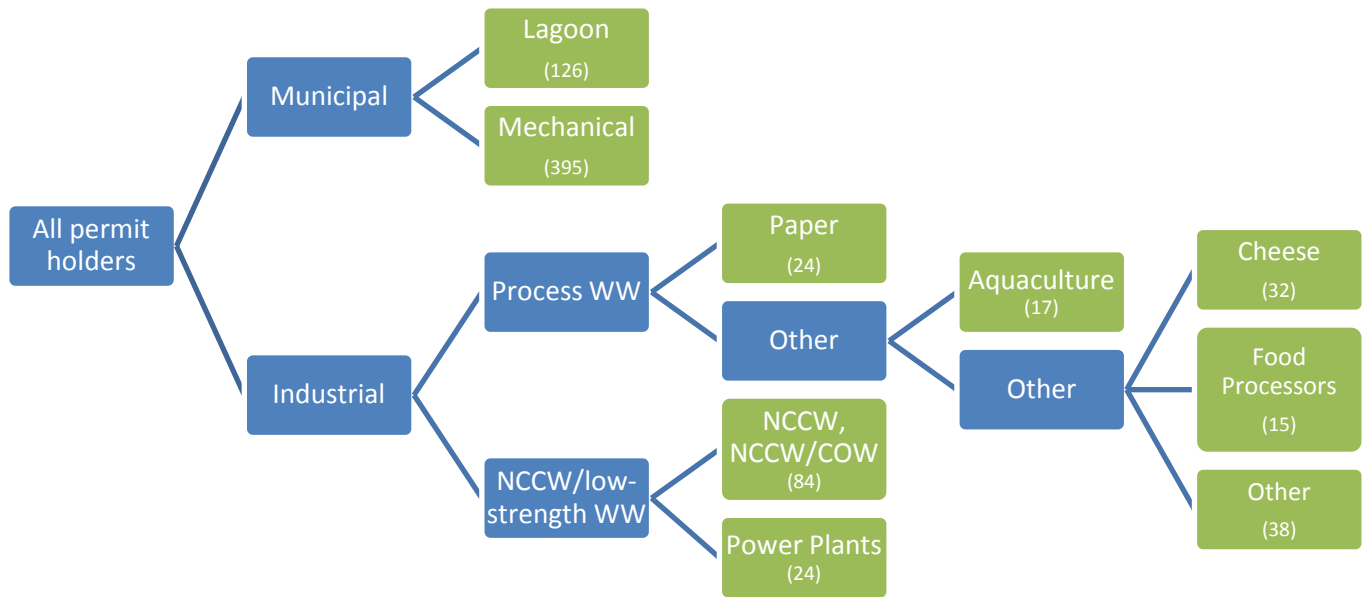 All permit
holders
Municipal
Lagoon
(126)
Mechanical
(395)
Industrial
Process WW
Paper
(24)
Other
Aquaculture
(17)
Other
Cheese
(32)
Food
Processors
(15)
Other
(38)
NCCW/low-
strength WW
NCCW,
NCCW/COW
(84)
Power Plants
(24)